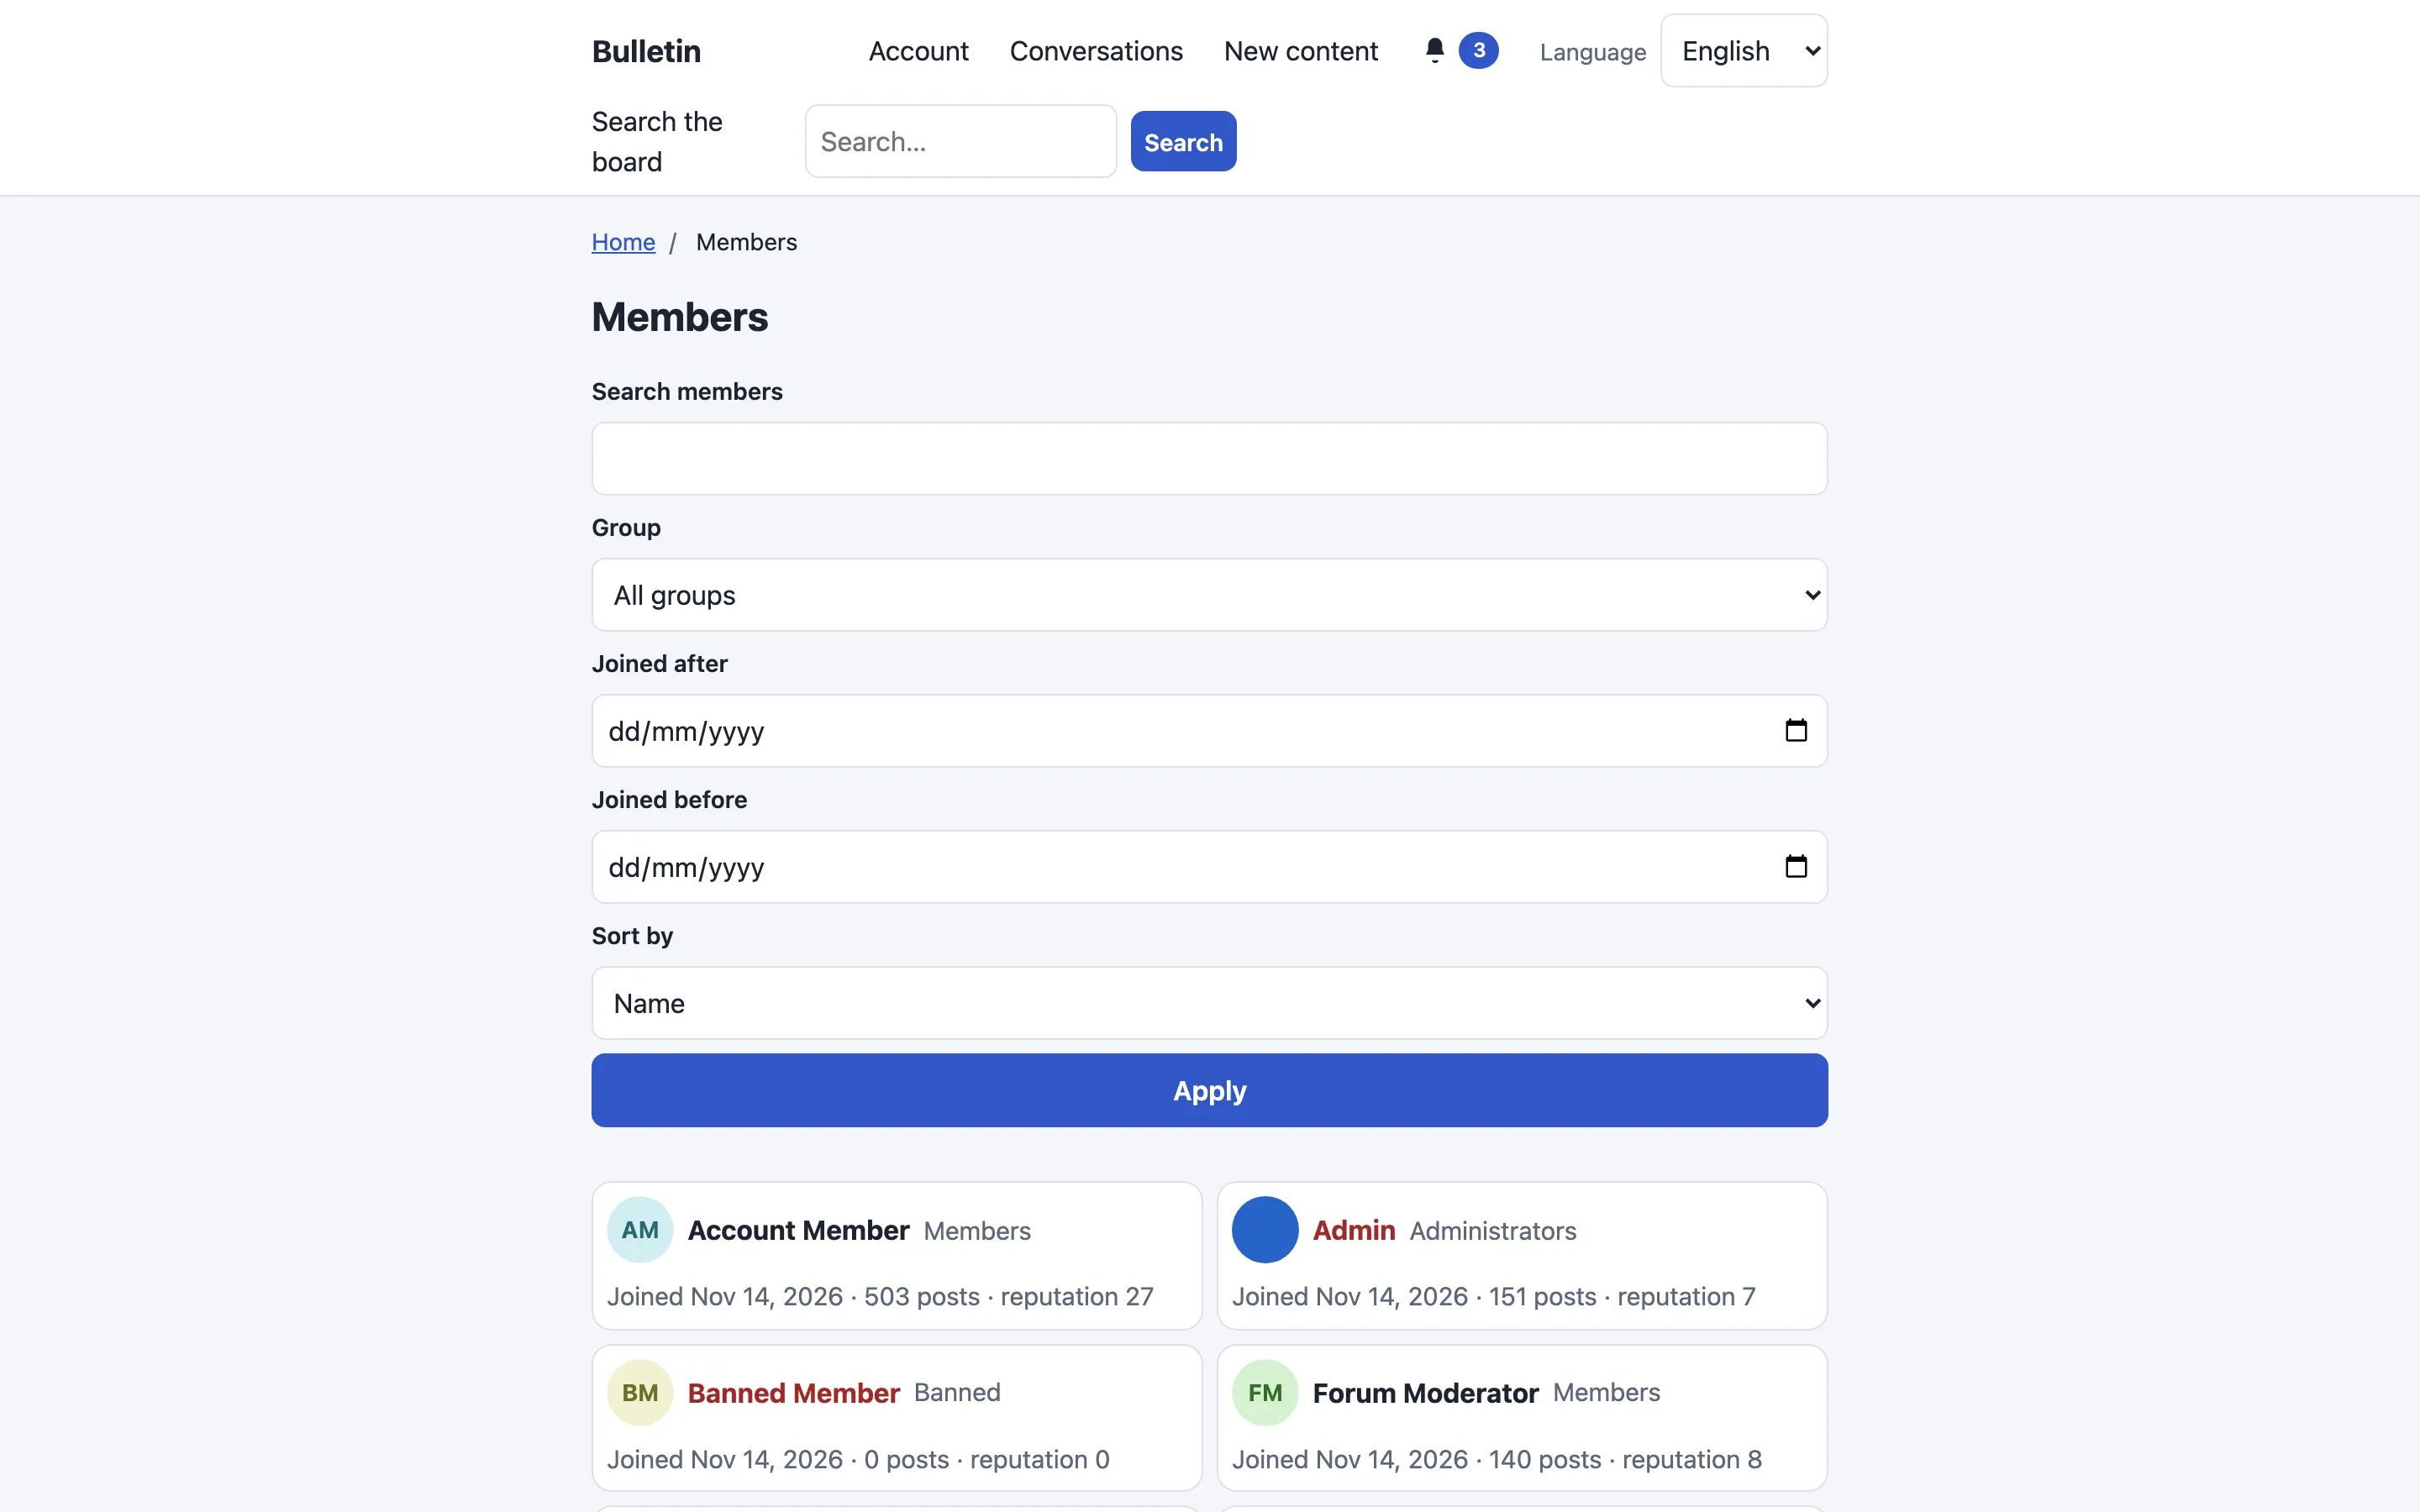 Bulletin
Account
Conversations
New content
3
Language
English
Search the
board
Search...
Search
Home / Members
Members
Search members
Group
All groups
Joined after
dd/mm/yyyy
Joined before
dd/mm/yyyy
Sort by
Name
Apply
AM Account Member Members
Joined Nov 14, 2026 · 503 posts · reputation 27
Admin Administrators
Joined Nov 14, 2026 · 151 posts · reputation 7
BM Banned Member Banned
Joined Nov 14, 2026 · 0 posts · reputation 0
FM Forum Moderator Members
Joined Nov 14, 2026 · 140 posts · reputation 8